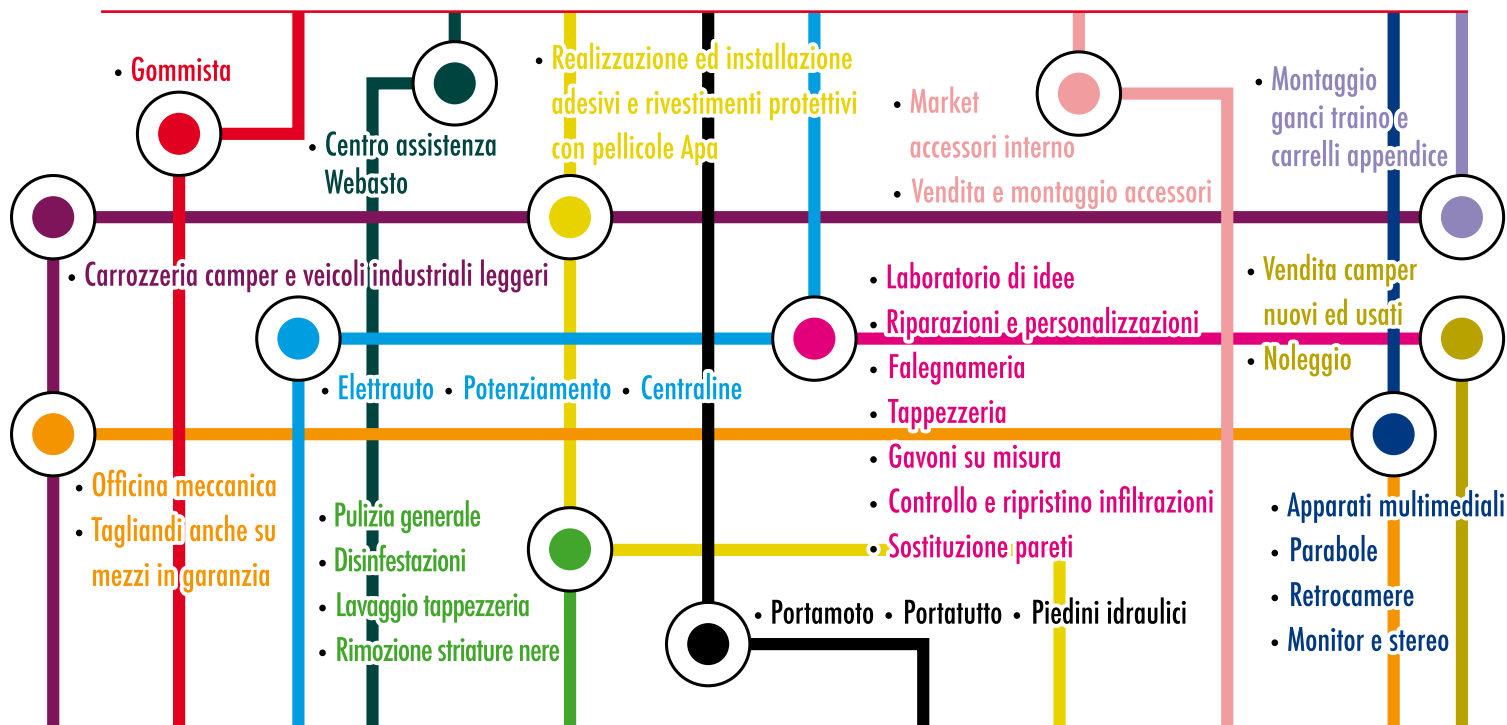 • Gommista
• Centro assistenza
Webasto
• Realizzazione ed installazione
adesivi e rivestimenti protettivi
con pellicole Apa
• Market
accessori interno
• Vendita e montaggio accessori
• Montaggio
ganci traino e
carrelli appendice
• Carrozzeria camper e veicoli industriali leggeri
• Elettrauto • Potenziamento • Centraline
• Laboratorio di idee
• Riparazioni e personalizzazioni
• Falegnameria
• Tappezzeria
• Gavoni su misura
• Controllo e ripristino infiltrazioni
• Sostituzione pareti
• Vendita camper
nuovi ed usati
• Noleggio
• Officina meccanica
• Tagliandi anche su
mezzi in garanzia
• Pulizia generale
• Disinfestazioni
• Lavaggio tappezzeria
• Rimozione striature nere
• Portamoto • Portatutto • Piedini idraulici
• Apparati multimediali
• Parabole
• Retrocamere
• Monitor e stereo